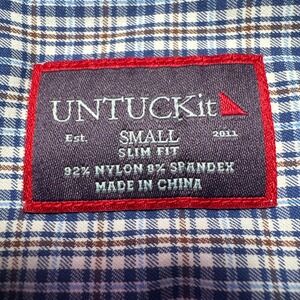 UNTUCKit
Est. SMALL 2011
SLIM FIT
92% NYLON 8% SPANDEX
MADE IN CHINA